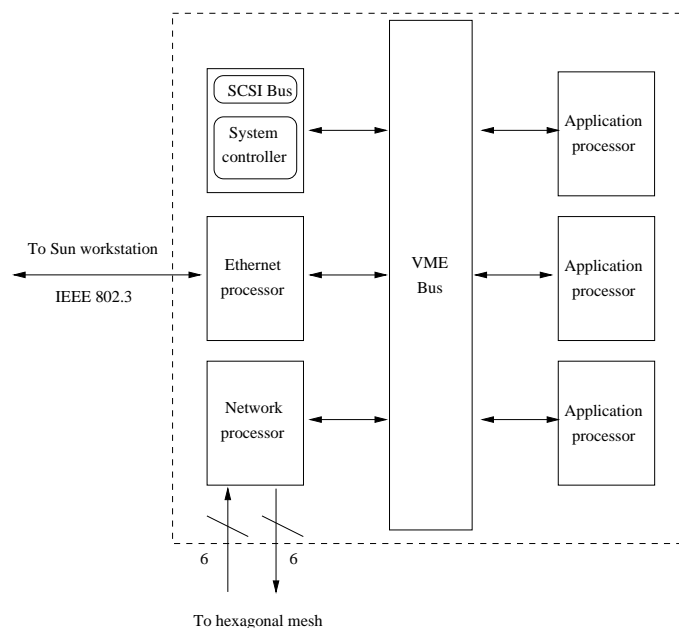 SCSI Bus
System
controller
Application
processor
To Sun workstation
IEEE 802.3
Ethernet
processor
VME
Bus
Application
processor
Network
processor
Application
processor
6
6
To hexagonal mesh